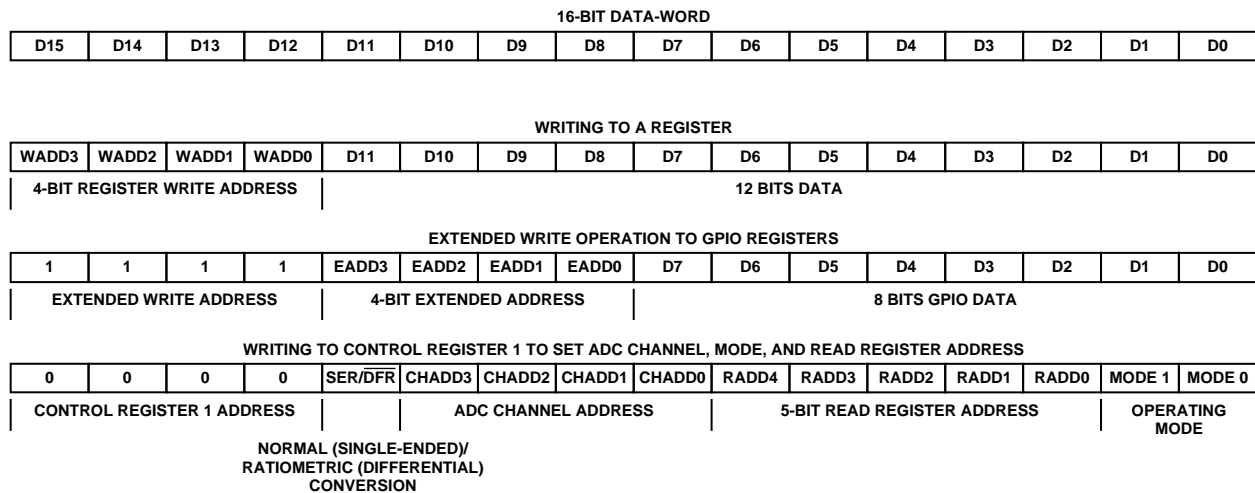 16-BIT DATA-WORD
D15 D14 D13 D12 D11 D10 D9 D8 D7 D6 D5 D4 D3 D2 D1 D0
WRITING TO A REGISTER
WADD3 WADD2 WADD1 WADD0 D11 D10 D9 D8 D7 D6 D5 D4 D3 D2 D1 D0
4-BIT REGISTER WRITE ADDRESS 12 BITS DATA
EXTENDED WRITE OPERATION TO GPIO REGISTERS
1 1 1 1 EADD3 EADD2 EADD1 EADD0 D7 D6 D5 D4 D3 D2 D1 D0
EXTENDED WRITE ADDRESS 4-BIT EXTENDED ADDRESS 8 BITS GPIO DATA
WRITING TO CONTROL REGISTER 1 TO SET ADC CHANNEL, MODE, AND READ REGISTER ADDRESS
0 0 0 0 SER/D̅F̅R̅ CHADD3 CHADD2 CHADD1 CHADD0 RADD4 RADD3 RADD2 RADD1 RADD0 MODE 1 MODE 0
CONTROL REGISTER 1 ADDRESS ADC CHANNEL ADDRESS 5-BIT READ REGISTER ADDRESS OPERATING
MODE
NORMAL (SINGLE-ENDED)/
RATIOMETRIC (DIFFERENTIAL)
CONVERSION